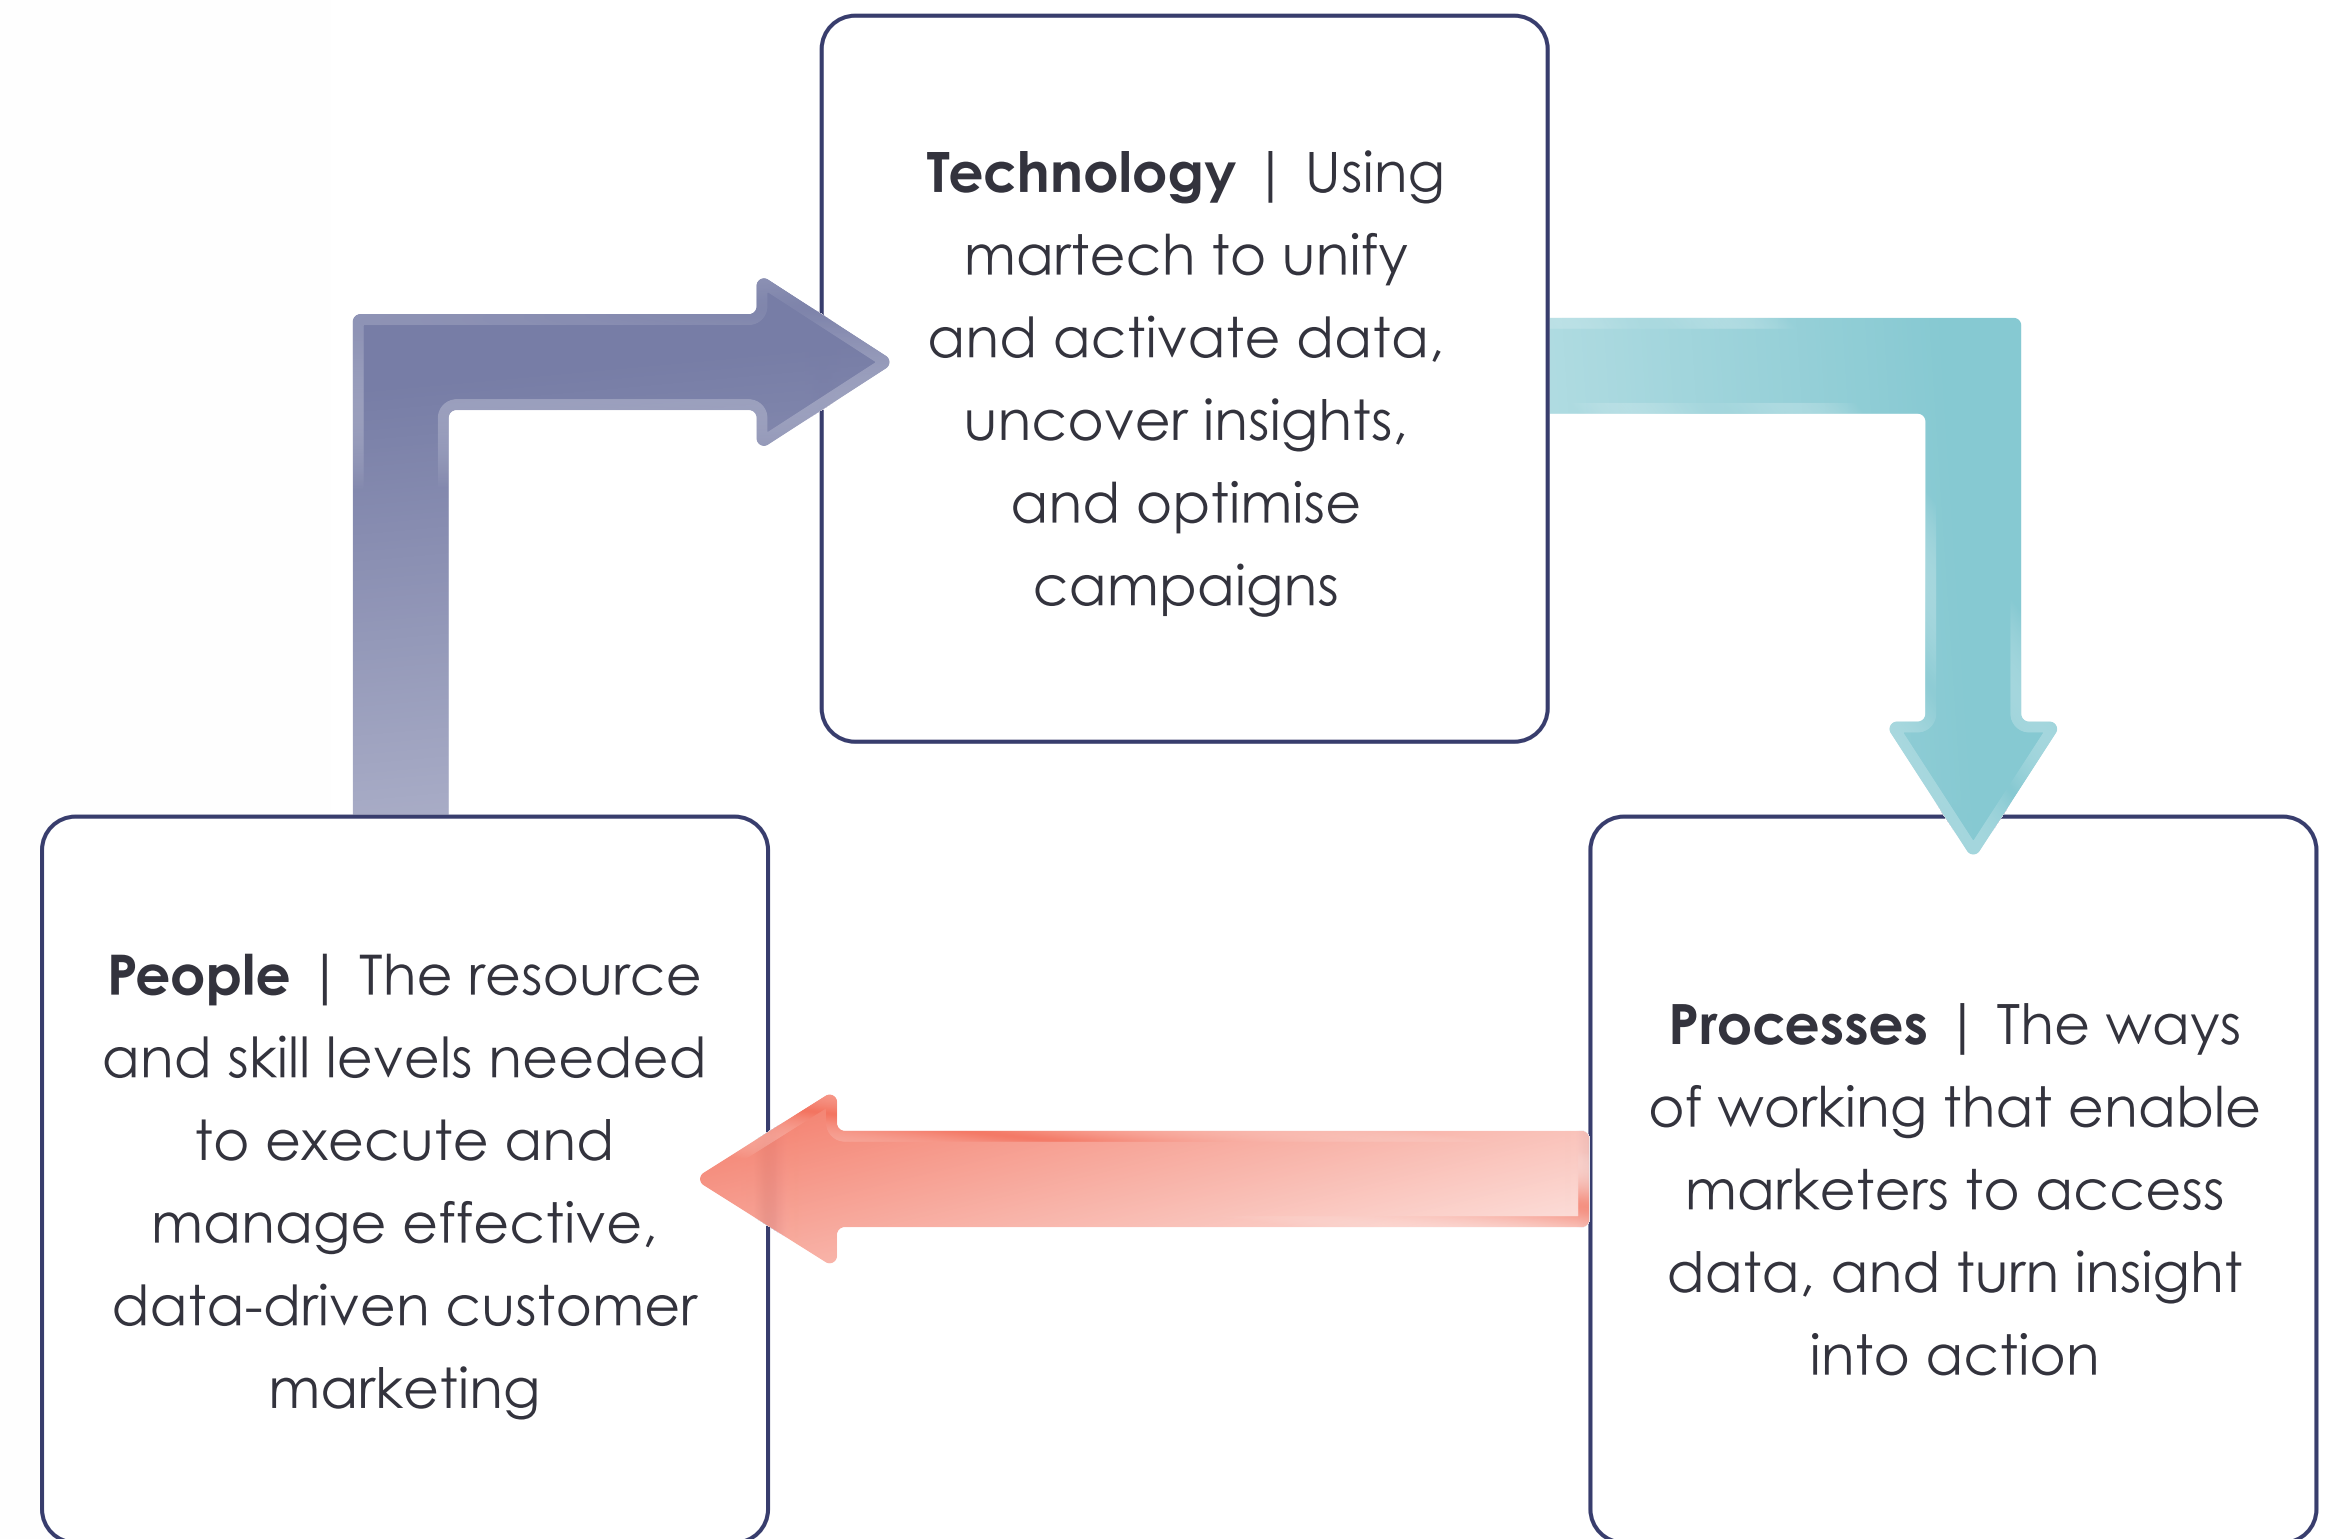 Technology | Using
martech to unify
and activate data,
uncover insights,
and optimise
campaigns
People | The resource
and skill levels needed
to execute and
manage effective,
data-driven customer
marketing
Processes | The ways
of working that enable
marketers to access
data, and turn insight
into action